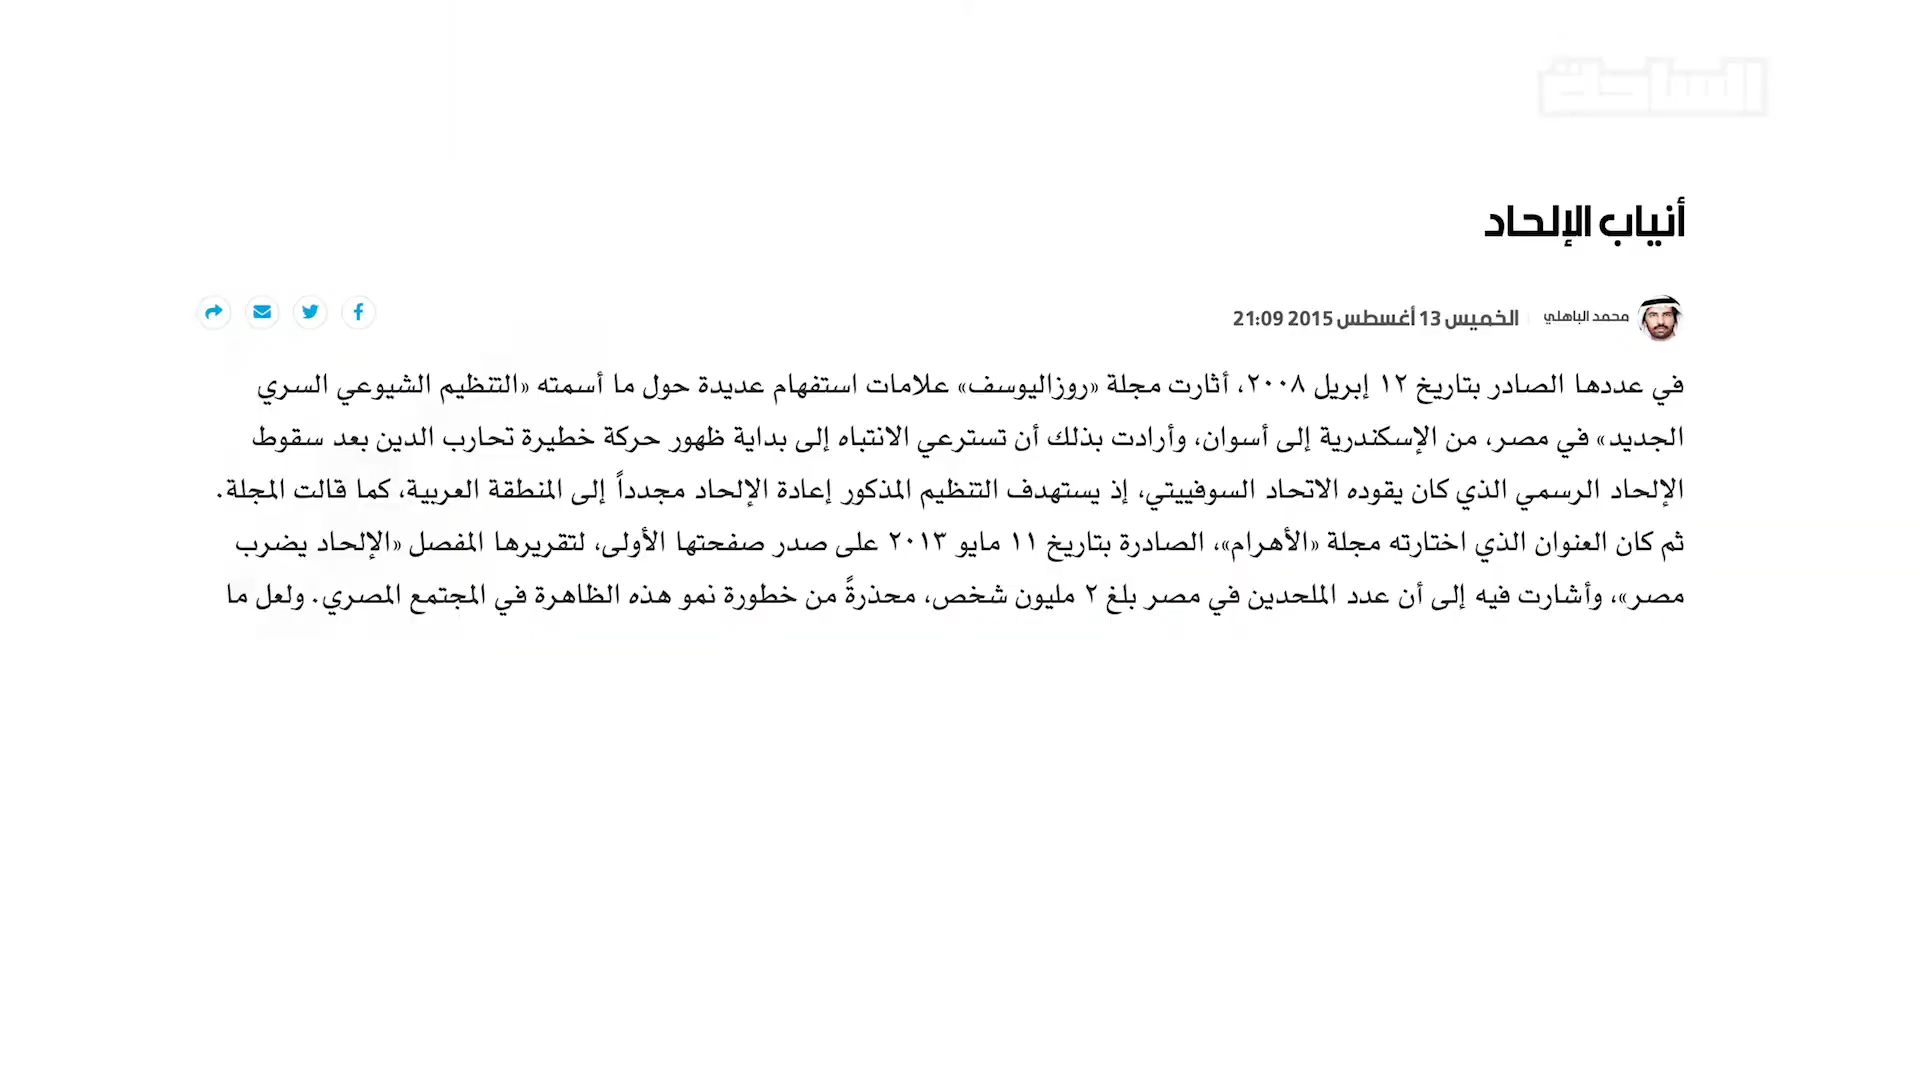 الساحة
أنياب الإلحاد
محمد الباهلي
الخميس 13 أغسطس 2015 21:09
في عددها الصادر بتاريخ ١٢ إبريل ٢٠٠٨، أثارت مجلة «روزاليوسف» علامات استفهام عديدة حول ما أسمته «التنظيم الشيوعي السري
الجديد» في مصر، من الإسكندرية إلى أسوان، وأرادت بذلك أن تسترعي الانتباه إلى بداية ظهور حركة خطيرة تحارب الدين بعد سقوط
الإلحاد الرسمي الذي كان يقوده الاتحاد السوفييتي، إذ يستهدف التنظيم المذكور إعادة الإلحاد مجدداً إلى المنطقة العربية، كما قالت المجلة.
ثم كان العنوان الذي اختارته مجلة «الأهرام»، الصادرة بتاريخ ١١ مايو ٢٠١٣ على صدر صفحتها الأولى، لتقريرها المفصل «الإلحاد يضرب
مصر»، وأشارت فيه إلى أن عدد الملحدين في مصر بلغ ٢ مليون شخص، محذرةً من خطورة نمو هذه الظاهرة في المجتمع المصري. ولعل ما